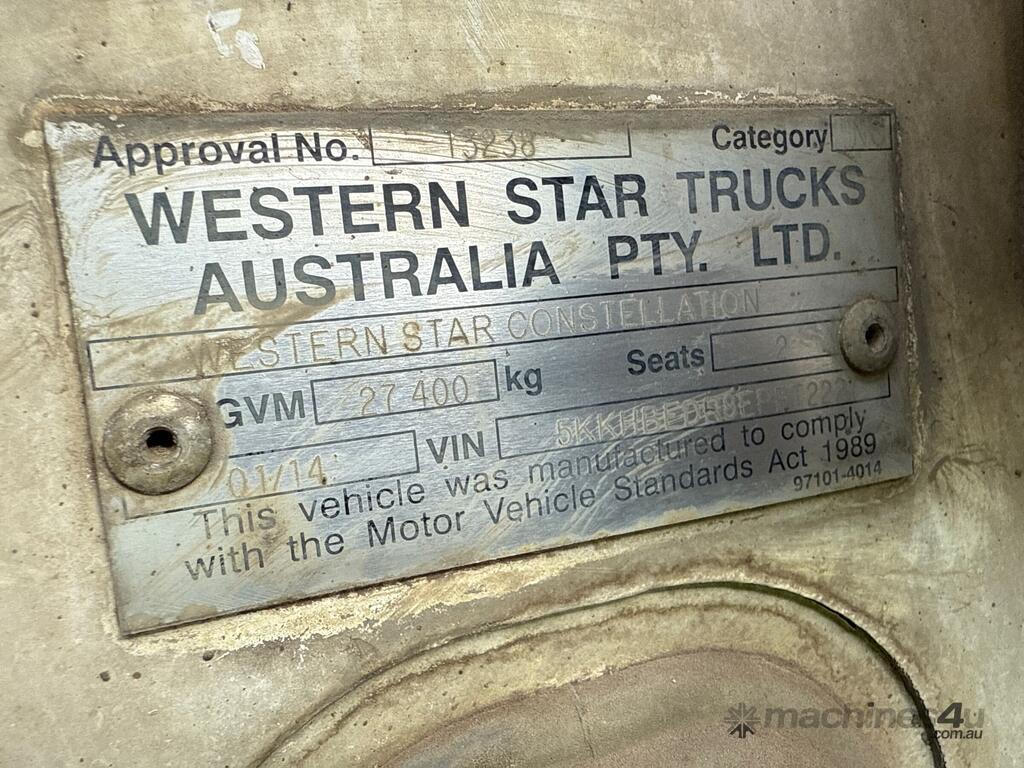 Approval No. 13238 Category
WESTERN STAR TRUCKS
AUSTRALIA PTY. LTD.
WESTERN STAR CONSTELLATION
GVM 27 400 kg Seats 2
01/14 VIN
This vehicle was manufactured to comply
with the Motor Vehicle Standards Act 1989
97101-4014
machines4u
.com.au